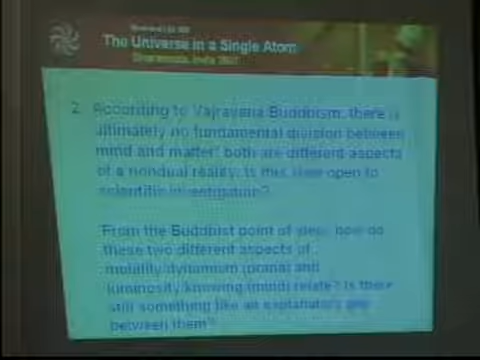 The Universe in a Single Atom
Dharamsala, India 2007
2. According to Vajrayana Buddhism, there is
ultimately no fundamental division between
mind and matter: both are different aspects
of a nondual reality. Is this view open to
scientific investigation?
From the Buddhist point of view, how do
these two different aspects of
motility/dynamism (prana) and
luminosity/knowing (mind) relate? Is there
still something like an explanatory gap
between them?